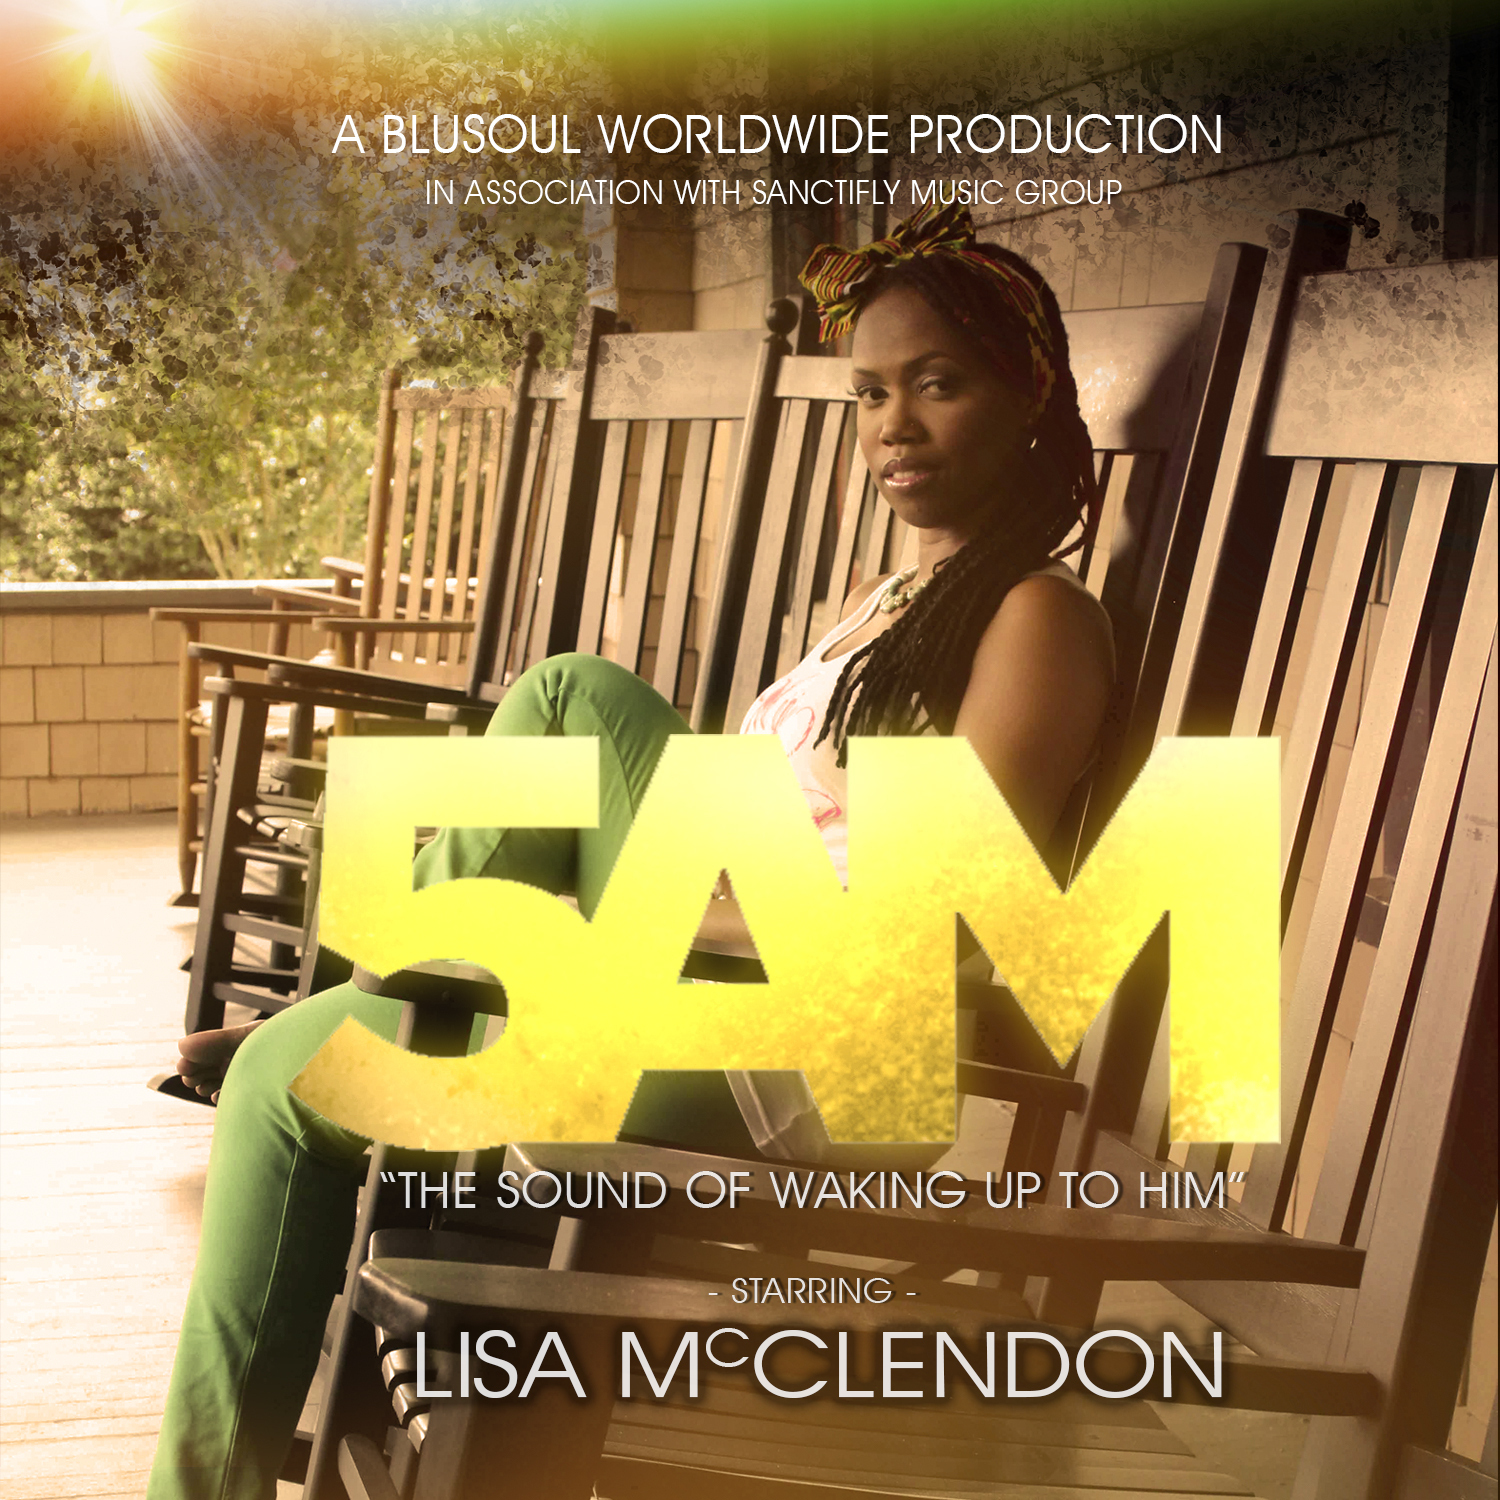 A BLUSOUL WORLDWIDE PRODUCTION
IN ASSOCIATION WITH SANCTIFLY MUSIC GROUP
5AM
“THE SOUND OF WAKING UP TO HIM”
- STARRING -
LISA McCLENDON